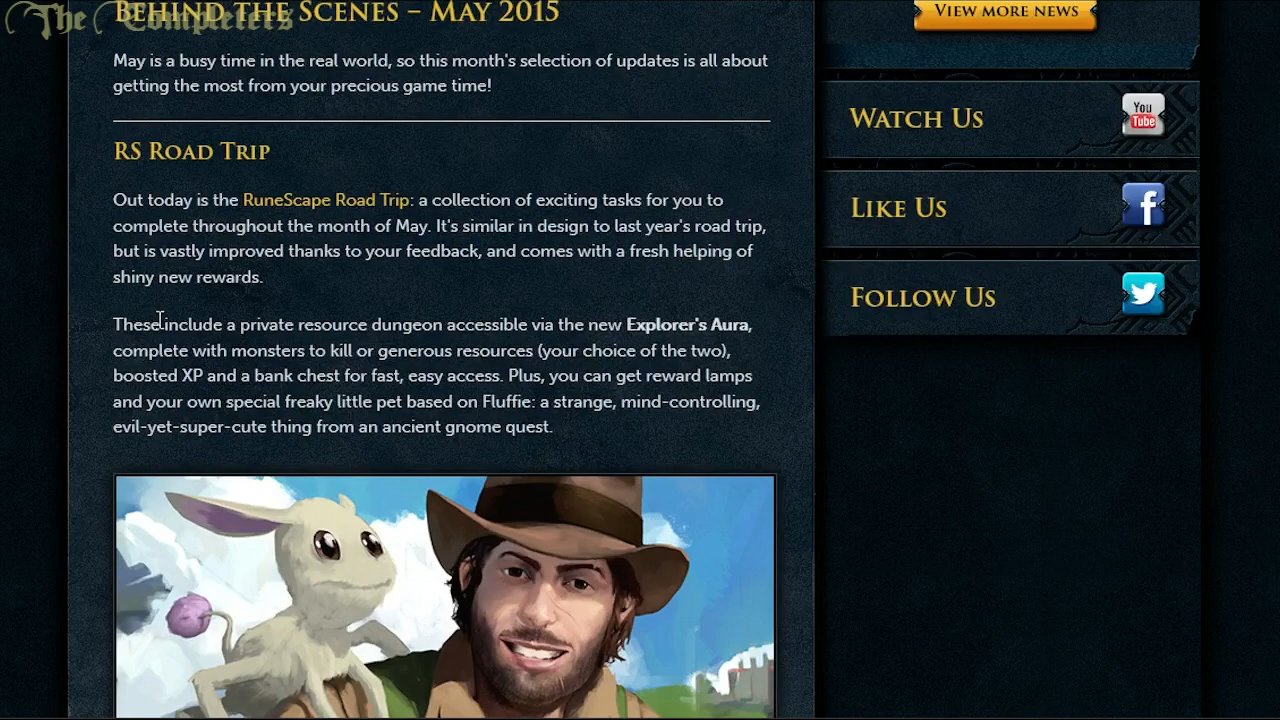 The Completers
Behind the Scenes – May 2015
May is a busy time in the real world, so this month's selection of updates is all about
getting the most from your precious game time!
RS Road Trip
Out today is the RuneScape Road Trip: a collection of exciting tasks for you to
complete throughout the month of May. It's similar in design to last year's road trip,
but is vastly improved thanks to your feedback, and comes with a fresh helping of
shiny new rewards.
These include a private resource dungeon accessible via the new Explorer's Aura,
complete with monsters to kill or generous resources (your choice of the two),
boosted XP and a bank chest for fast, easy access. Plus, you can get reward lamps
and your own special freaky little pet based on Fluffie: a strange, mind-controlling,
evil-yet-super-cute thing from an ancient gnome quest.
View more news
Watch Us
You
Tube
Like Us
f
Follow Us